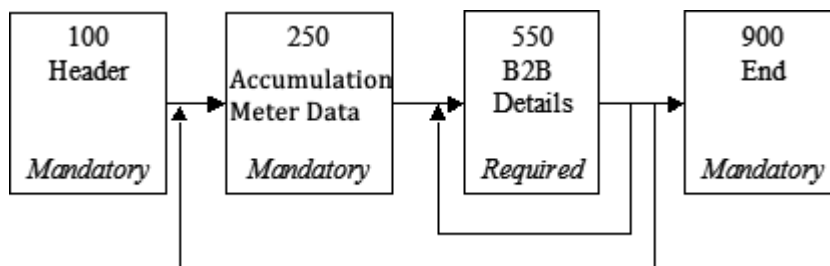 100
Header
Mandatory
250
Accumulation
Meter Data
Mandatory
550
B2B
Details
Required
900
End
Mandatory